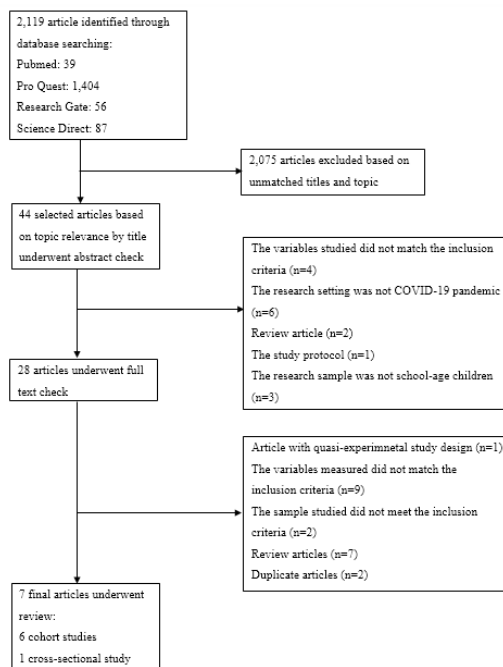 2,119 article identified through
database searching:
Pubmed: 39
Pro Quest: 1,404
Research Gate: 56
Science Direct: 87
2,075 articles excluded based on
unmatched titles and topic
44 selected articles based
on topic relevance by title
underwent abstract check
The variables studied did not match the inclusion
criteria (n=4)
The research setting was not COVID-19 pandemic
(n=6)
Review article (n=2)
The study protocol (n=1)
The research sample was not school-age children
(n=3)
28 articles underwent full
text check
Article with quasi-experimnetal study design (n=1)
The variables measured did not match the
inclusion criteria (n=9)
The sample studied did not meet the inclusion
criteria (n=2)
Review articles (n=7)
Duplicate articles (n=2)
7 final articles underwent
review:
6 cohort studies
1 cross-sectional study